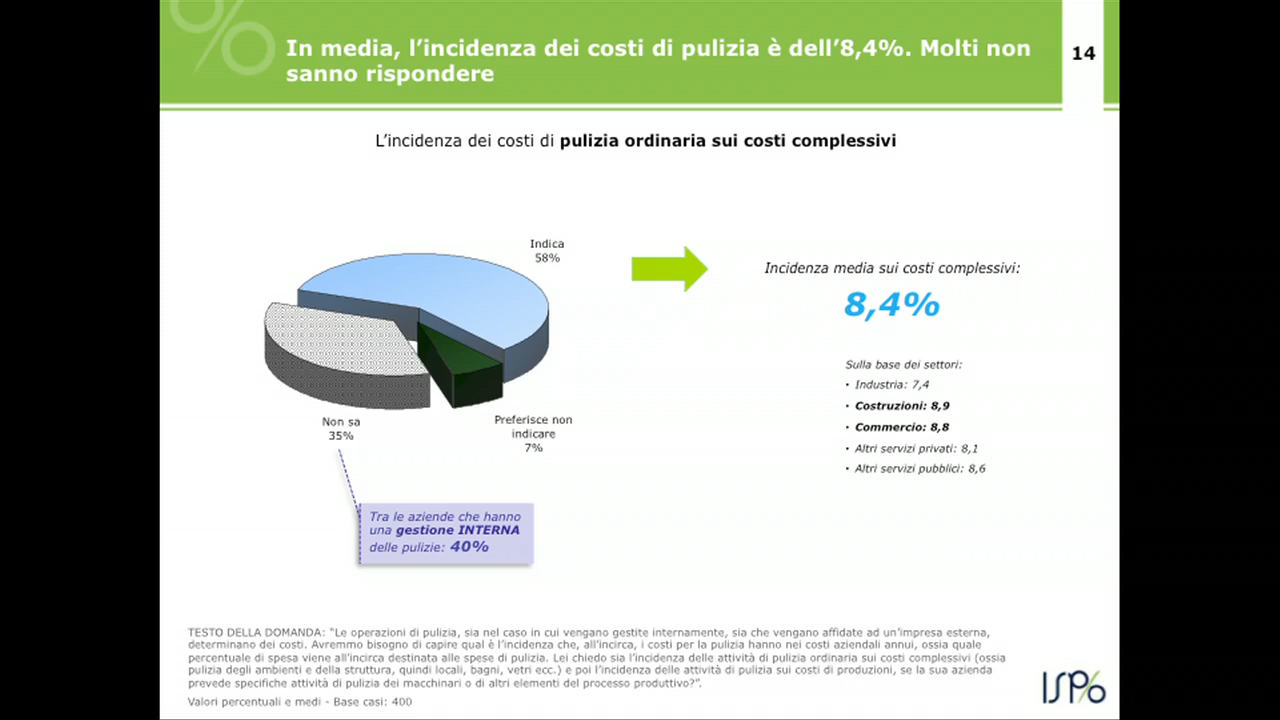 %
In media, l’incidenza dei costi di pulizia è dell’8,4%. Molti non
sanno rispondere
14
L’incidenza dei costi di pulizia ordinaria sui costi complessivi
Indica
58%
Non sa
35%
Preferisce non
indicare
7%
Tra le aziende che hanno
una gestione INTERNA
delle pulizie: 40%
Incidenza media sui costi complessivi:
8,4%
Sulla base dei settori:
• Industria: 7,4
• Costruzioni: 8,9
• Commercio: 8,8
• Altri servizi privati: 8,1
• Altri servizi pubblici: 8,6
TESTO DELLA DOMANDA: “Le operazioni di pulizia, sia nel caso in cui vengano gestite internamente, sia che vengano affidate ad un’impresa esterna,
determinano dei costi. Avremmo bisogno di capire qual è l’incidenza che, all’incirca, i costi per la pulizia hanno nei costi aziendali annui, ossia quale
percentuale di spesa viene all’incirca destinata alle spese di pulizia. Lei chiedo sia l’incidenza delle attività di pulizia ordinaria sui costi complessivi (ossia
pulizia degli ambienti e della struttura, quindi locali, bagni, vetri ecc.) e poi l’incidenza delle attività di pulizia sui costi di produzioni, se la sua azienda
prevede specifiche attività di pulizia dei macchinari o di altri elementi del processo produttivo?”.
Valori percentuali e medi - Base casi: 400
ISPO